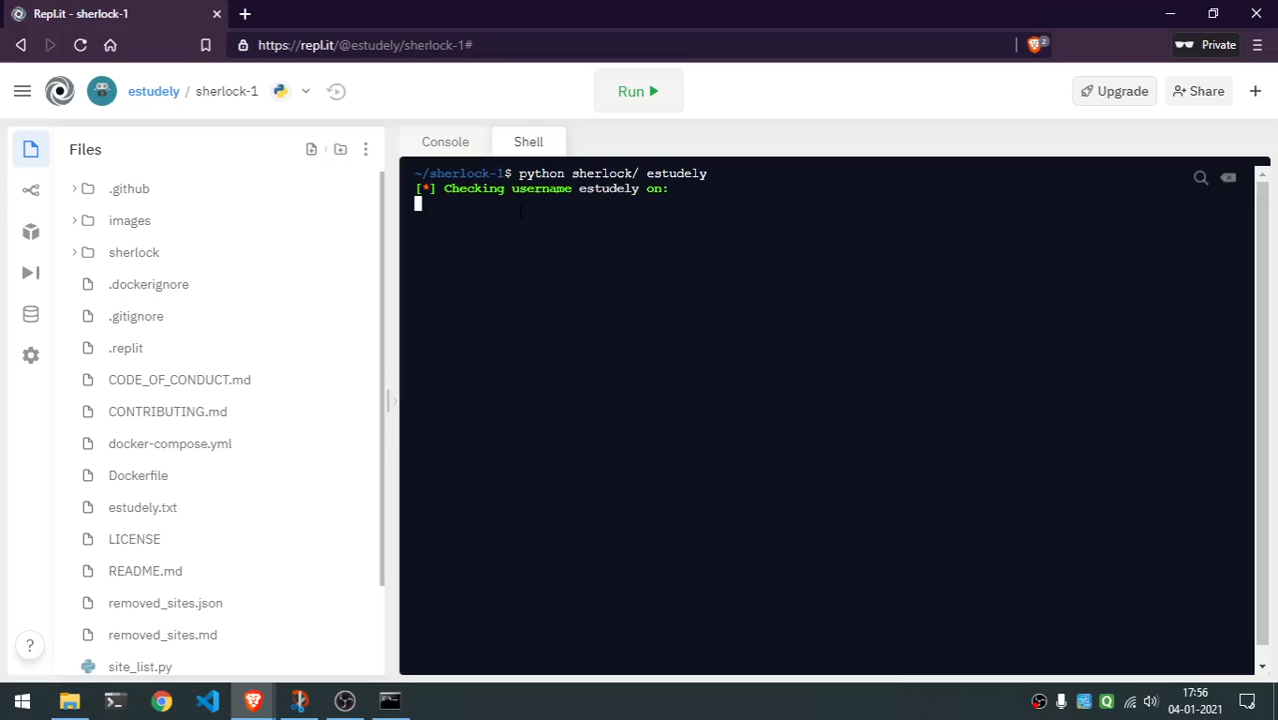 Repl.it - sherlock-1
https://repl.it/@estudely/sherlock-1#
2
Private
estudely / sherlock-1
Run
Upgrade
Share
Files
Console
Shell
.github
images
sherlock
.dockerignore
.gitignore
.replit
CODE_OF_CONDUCT.md
CONTRIBUTING.md
docker-compose.yml
Dockerfile
estudely.txt
LICENSE
README.md
removed_sites.json
removed_sites.md
site_list.py
~/sherlock-1$ python sherlock/ estudely
[*] Checking username estudely on:
?
17:56
04-01-2021